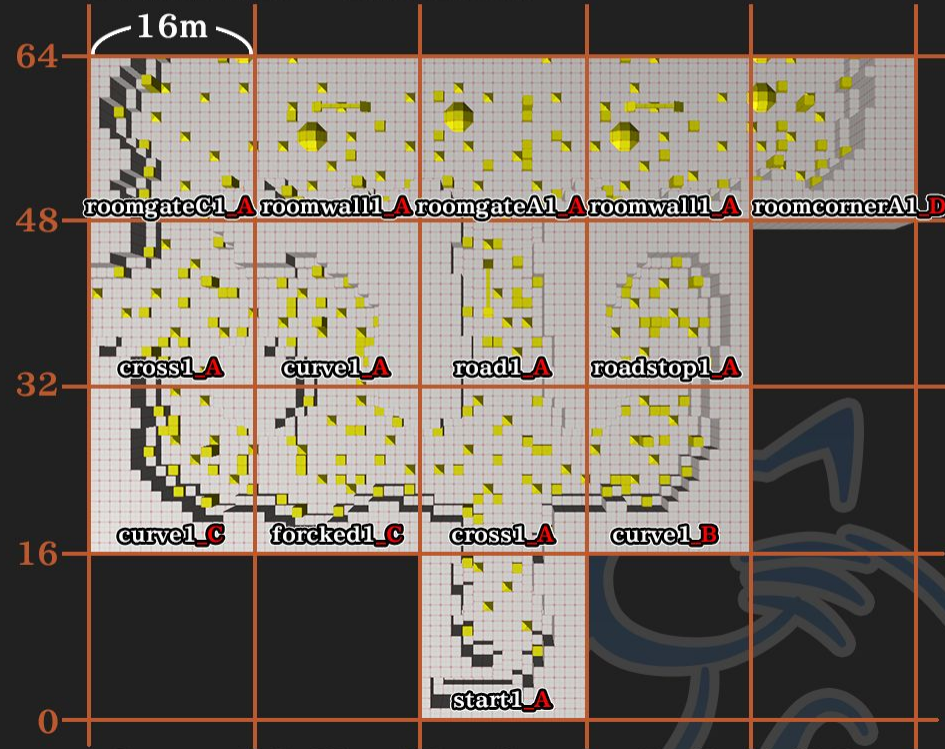 16m
64
roomgateC1_A roomwall1_A roomgateA1_A roomwall1_A roomcornerA1_D
48
cross1_A curve1_A road1_A roadstop1_A
32
curve1_C forcked1_C cross1_A curve1_B
16
start1_A
0